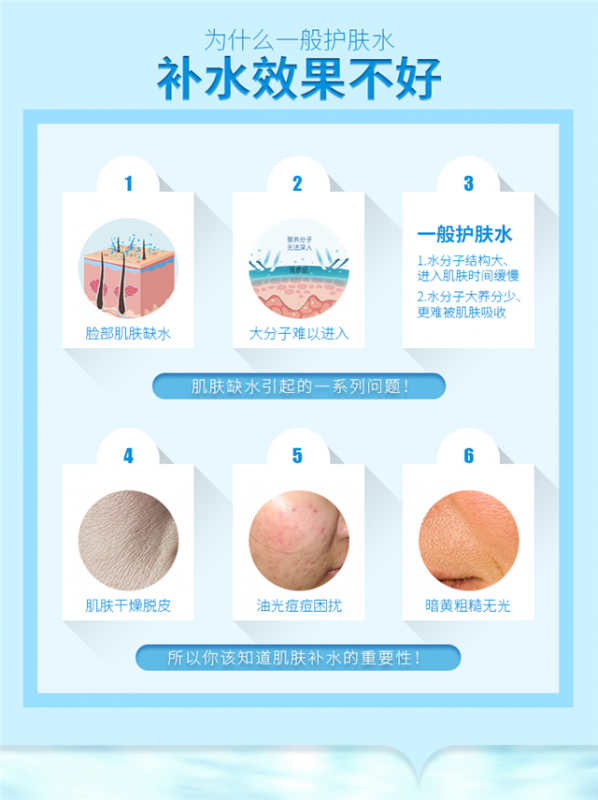 为什么一般护肤水
补水效果不好
1
2
3
营养分子
无法深入
一般护肤水
1.水分子结构大、
进入肌肤时间缓慢
2.水分子大养分少、
更难被肌肤吸收
脸部肌肤缺水
大分子难以进入
肌肤缺水引起的一系列问题！
4
5
6
肌肤干燥脱皮
油光痘痘困扰
暗黄粗糙无光
所以你该知道肌肤补水的重要性！